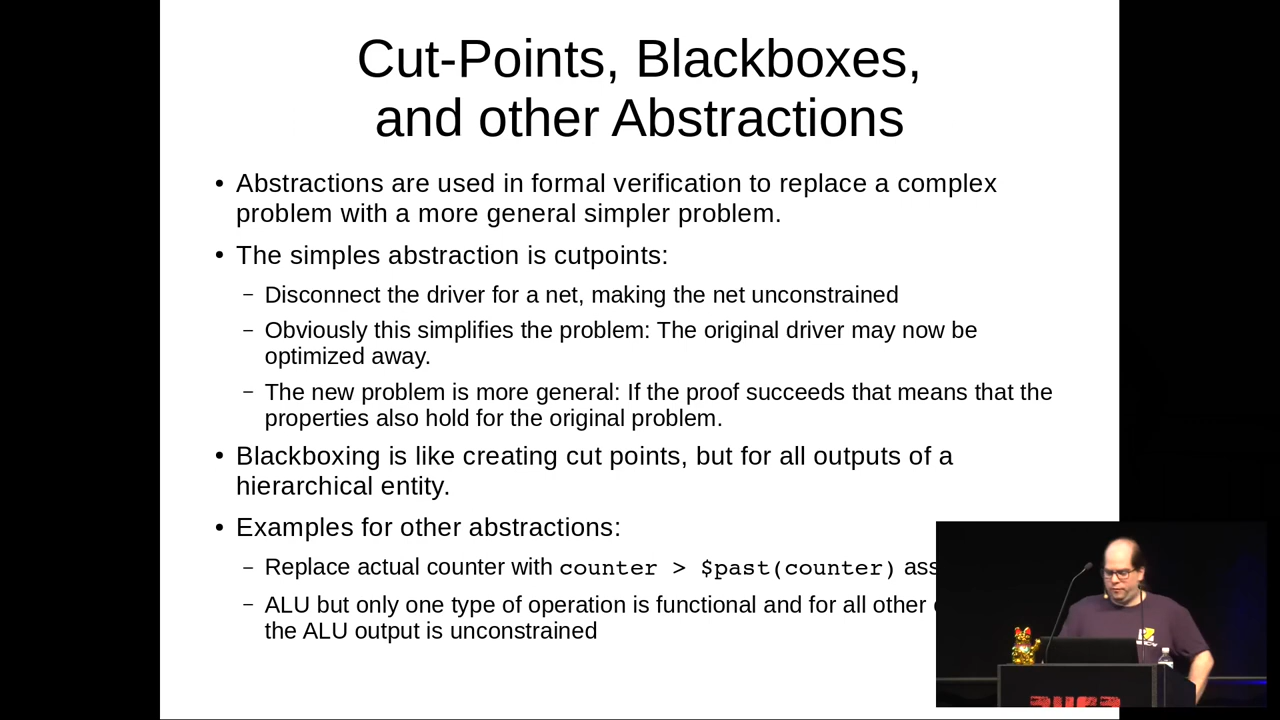 Cut-Points, Blackboxes,
and other Abstractions
• Abstractions are used in formal verification to replace a complex
problem with a more general simpler problem.
• The simples abstraction is cutpoints:
– Disconnect the driver for a net, making the net unconstrained
– Obviously this simplifies the problem: The original driver may now be
optimized away.
– The new problem is more general: If the proof succeeds that means that the
properties also hold for the original problem.
• Blackboxing is like creating cut points, but for all outputs of a
hierarchical entity.
• Examples for other abstractions:
– Replace actual counter with counter > $past(counter)
– ALU but only one type of operation is functional and for all other
the ALU output is unconstrained